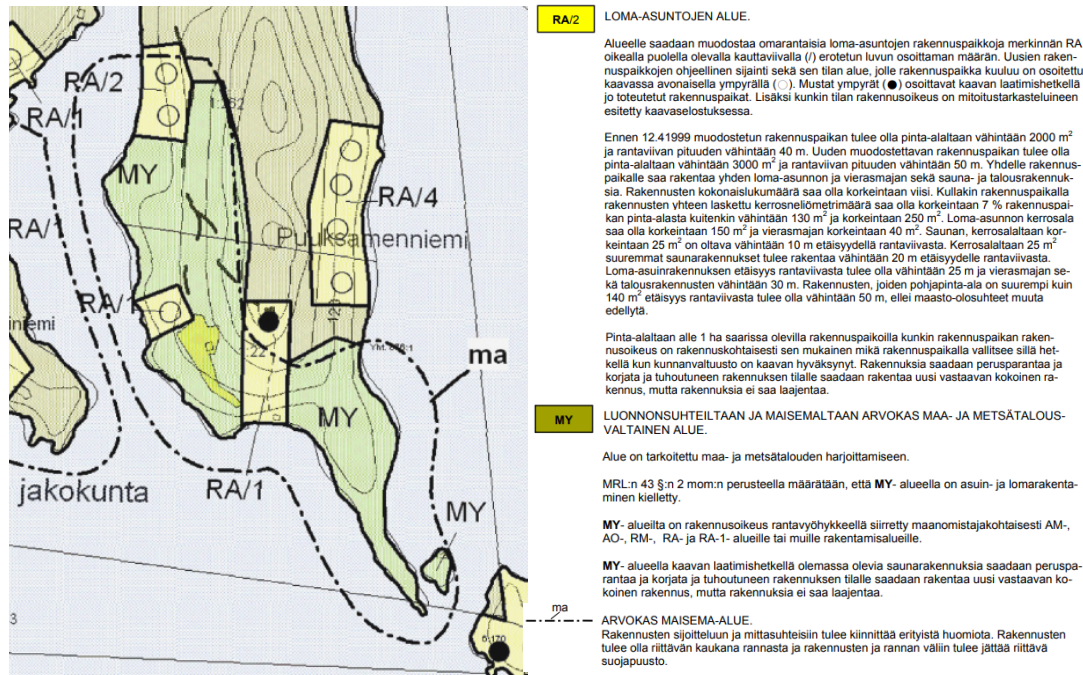 RA/2
RA/1
RA/1
1:262
MY
RA/4
RA/1
Puuksamenniemi
RA/1
niemi
:22
YM. 876:1
ma
MY
jakokunta
RA/1
MY
3
6:170
RA/2
LOMA-ASUNTOJEN ALUE.
Alueelle saadaan muodostaa omarantaisia loma-asuntojen rakennuspaikkoja merkinnän RA
oikealla puolella olevalla kauttaviivalla (/) erotetun luvun osoittaman määrän. Uusien raken-
nuspaikkojen ohjeellinen sijainti sekä sen tilan alue, jolle rakennuspaikka kuuluu on osoitettu
kaavassa avonaisella ympyrällä (○). Mustat ympyrät (●) osoittavat kaavan laatimishetkellä
jo toteutetut rakennuspaikat. Lisäksi kunkin tilan rakennusoikeus on mitoitustarkasteluineen
esitetty kaavaselostuksessa.
Ennen 12.41999 muodostetun rakennuspaikan tulee olla pinta-alaltaan vähintään 2000 m²
ja rantaviivan pituuden vähintään 40 m. Uuden muodostettavan rakennuspaikan tulee olla
pinta-alaltaan vähintään 3000 m² ja rantaviivan pituuden vähintään 50 m. Yhdelle rakennus-
paikalle saa rakentaa yhden loma-asunnon ja vierasmajan sekä sauna- ja talousrakennuk-
sia. Rakennusten kokonaislukumäärä saa olla korkeintaan viisi. Kullakin rakennuspaikalla
rakennusten yhteen laskettu kerrosneliömetrimäärä saa olla korkeintaan 7 % rakennuspai-
kan pinta-alasta kuitenkin vähintään 130 m² ja korkeintaan 250 m². Loma-asunnon kerrosala
saa olla korkeintaan 150 m² ja vierasmajan korkeintaan 40 m². Saunan, kerrosalaltaan kor-
keintaan 25 m² on oltava vähintään 10 m etäisyydellä rantaviivasta. Kerrosalaltaan 25 m²
suuremmat saunarakennukset tulee rakentaa vähintään 20 m etäisyydelle rantaviivasta.
Loma-asuinrakennuksen etäisyys rantaviivasta tulee olla vähintään 25 m ja vierasmajan se-
kä talousrakennusten vähintään 30 m. Rakennusten, joiden pohjapinta-ala on suurempi kuin
140 m² etäisyys rantaviivasta tulee olla vähintään 50 m, ellei maasto-olosuhteet muuta
edellytä.
Pinta-alaltaan alle 1 ha saarissa olevilla rakennuspaikoilla kunkin rakennuspaikan raken-
nusoikeus on rakennuskohtaisesti sen mukainen mikä rakennuspaikalla vallitsee sillä het-
kellä kun kunnanvaltuusto on kaavan hyväksynyt. Rakennuksia saadaan perusparantaa ja
korjata ja tuhoutuneen rakennuksen tilalle saadaan rakentaa uusi vastaavan kokoinen ra-
kennus, mutta rakennuksia ei saa laajentaa.
MY
LUONNONSUHTEILTAAN JA MAISEMALTAAN ARVOKAS MAA- JA METSÄTALOUS-
VALTAINEN ALUE.
Alue on tarkoitettu maa- ja metsätalouden harjoittamiseen.
MRL:n 43 §:n 2 mom:n perusteella määrätään, että MY- alueella on asuin- ja lomarakenta-
minen kielletty.
MY- alueilta on rakennusoikeus rantavyöhykkeellä siirretty maanomistajakohtaisesti AM-,
AO-, RM-, RA- ja RA-1- alueille tai muille rakentamisalueille.
MY- alueella kaavan laatimishetkellä olemassa olevia saunarakennuksia saadaan peruspa-
rantaa ja korjata ja tuhoutuneen rakennuksen tilalle saadaan rakentaa uusi vastaavan ko-
koinen rakennus, mutta rakennuksia ei saa laajentaa.
ma
ARVOKAS MAISEMA-ALUE.
Rakennusten sijoitteluun ja mittasuhteisiin tulee kiinnittää erityistä huomiota. Rakennusten
tulee olla riittävän kaukana rannasta ja rakennusten ja rannan väliin tulee jättää riittävä
suojapuusto.